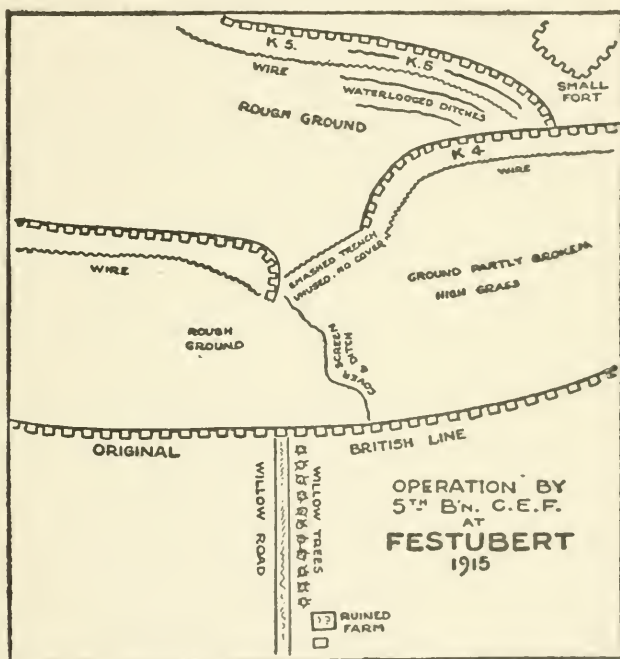 K 5.
K.6
WIRE
WATERLOGGED DITCHES
SMALL
FORT
ROUGH GROUND
K 4
WIRE
SMASHED TRENCH
UNUSED. NO COVER
WIRE
GROUND PARTLY BROKEN
HIGH GRASS
ROUGH
GROUND
SCREEN
DITCH
& COVER
ORIGINAL BRITISH LINE
WILLOW ROAD
WILLOW TREES
OPERATION BY
5TH B'N. C.E.F.
AT
FESTUBERT
1915
RUINED
FARM